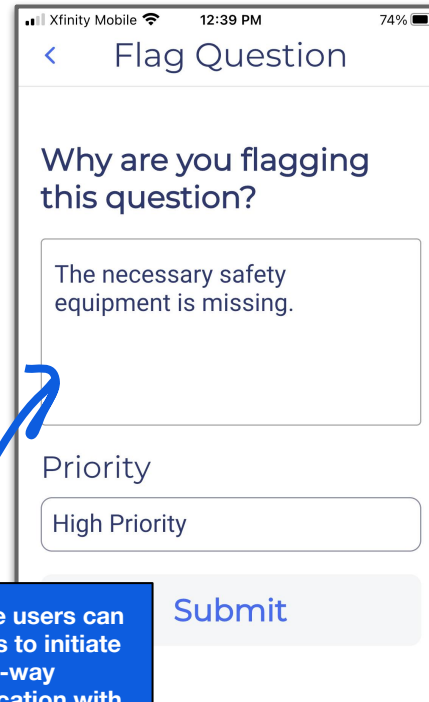 Xfinity Mobile 12:39 PM 74%
Flag Question
Why are you flagging
this question?
The necessary safety
equipment is missing.
Priority
High Priority
Submit
users can
to initiate
-way
with